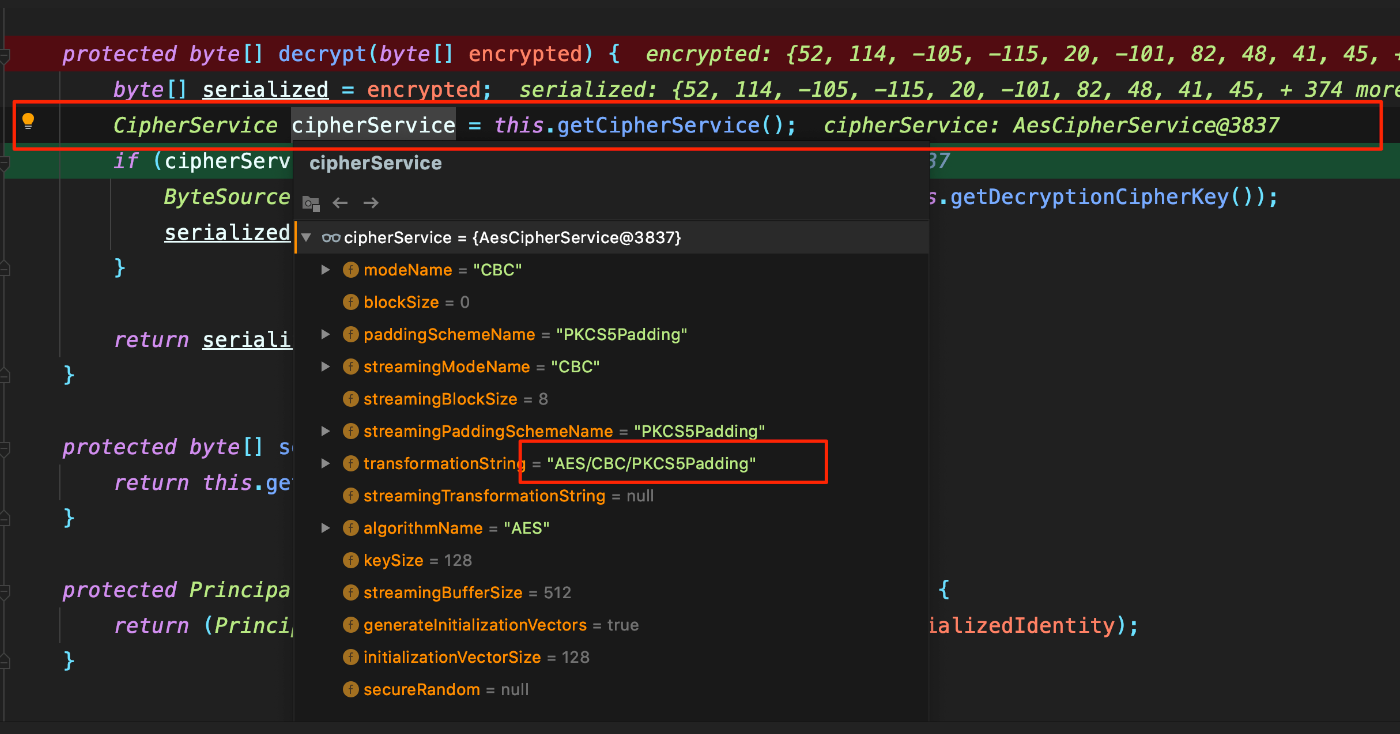 protected byte[] decrypt(byte[] encrypted) { encrypted: {52, 114, −105, −115, 20, −101, 82, 48, 41, 45, +
byte[] serialized = encrypted; serialized: {52, 114, −105, −115, 20, −101, 82, 48, 41, 45, + 374 more
CipherService cipherService = this.getCipherService(); cipherService: AesCipherService@3837
if (cipherServ 37
ByteSource s.getDecryptionCipherKey());
serialized
}
return seriali
}
protected byte[] s
return this.ge
}
protected Principa {
return (Princip ializedIdentity);
}
cipherService
cipherService = {AesCipherService@3837}
f modeName = "CBC"
f blockSize = 0
f paddingSchemeName = "PKCS5Padding"
f streamingModeName = "CBC"
f streamingBlockSize = 8
f streamingPaddingSchemeName = "PKCS5Padding"
f transformationString = "AES/CBC/PKCS5Padding"
f streamingTransformationString = null
f algorithmName = "AES"
f keySize = 128
f streamingBufferSize = 512
f generateInitializationVectors = true
f initializationVectorSize = 128
f secureRandom = null